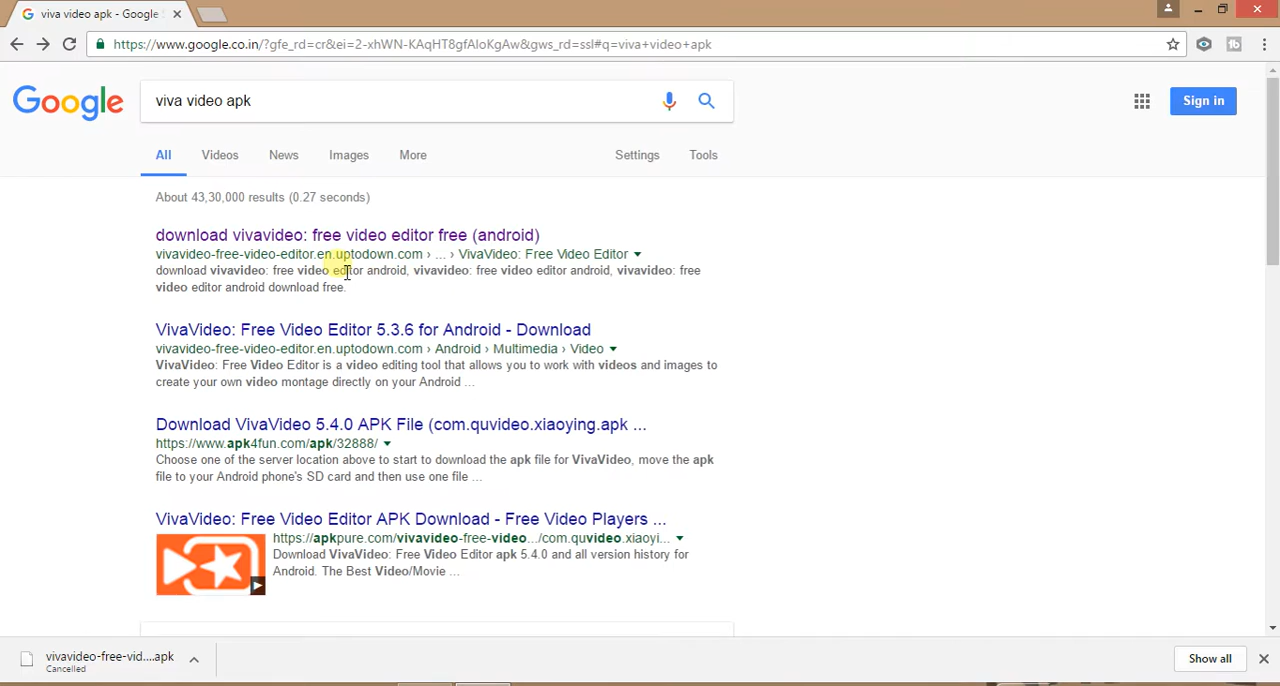 viva video apk - Google S
https://www.google.co.in/?gfe_rd=cr&ei=2-xhWN-KAqHT8gfAloKgAw&gws_rd=ssl#q=viva+video+apk
Google
viva video apk
Sign in
All Videos News Images More Settings Tools
About 43,30,000 results (0.27 seconds)
download vivavideo: free video editor free (android)
vivavideo-free-video-editor.en.uptodown.com › ... › VivaVideo: Free Video Editor
download vivavideo: free video editor android, vivavideo: free video editor android, vivavideo: free
video editor android download free.
VivaVideo: Free Video Editor 5.3.6 for Android - Download
vivavideo-free-video-editor.en.uptodown.com › Android › Multimedia › Video
VivaVideo: Free Video Editor is a video editing tool that allows you to work with videos and images to
create your own video montage directly on your Android ...
Download VivaVideo 5.4.0 APK File (com.quvideo.xiaoying.apk ...
https://www.apk4fun.com/apk/32888/
Choose one of the server location above to start to download the apk file for VivaVideo, move the apk
file to your Android phone's SD card and then use one file ...
VivaVideo: Free Video Editor APK Download - Free Video Players ...
https://apkpure.com/vivavideo-free-video.../com.quvideo.xiaoyi...
Download VivaVideo: Free Video Editor apk 5.4.0 and all version history for
Android. The Best Video/Movie ...
vivavideo-free-vid....apk
Cancelled
Show all